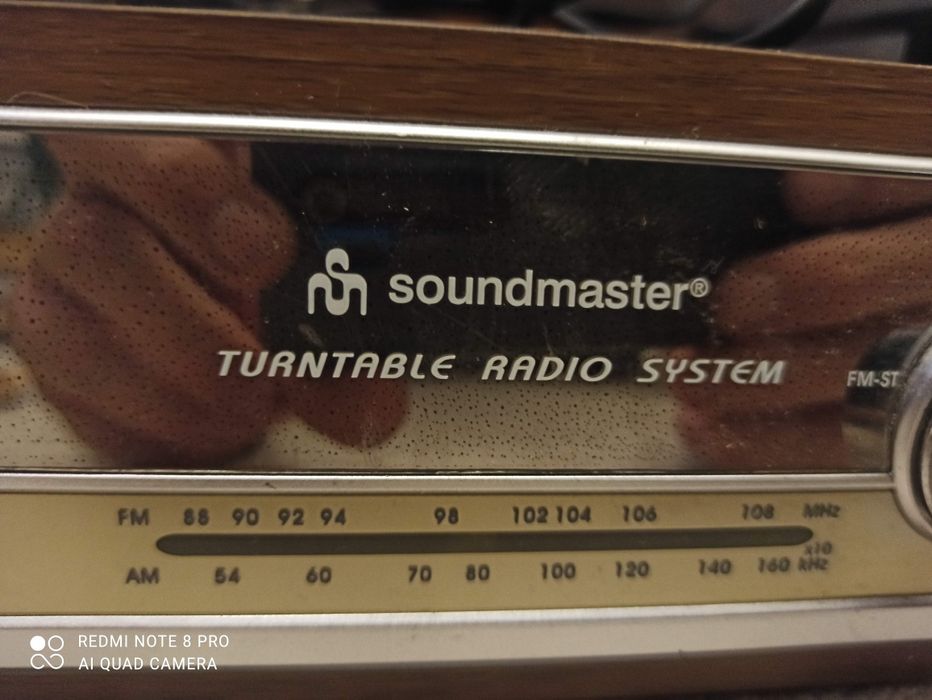 soundmaster®
TURNTABLE RADIO SYSTEM
FM-ST
FM 88 90 92 94 98 102 104 106 108 MHz
x10
AM 54 60 70 80 100 120 140 160 kHz
REDMI NOTE 8 PRO
AI QUAD CAMERA